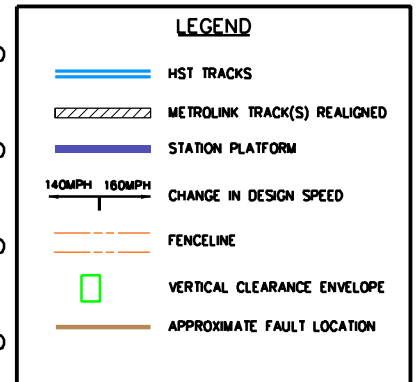 LEGEND
HST TRACKS
METROLINK TRACK(S) REALIGNED
STATION PLATFORM
140MPH 160MPH
CHANGE IN DESIGN SPEED
FENCELINE
VERTICAL CLEARANCE ENVELOPE
APPROXIMATE FAULT LOCATION